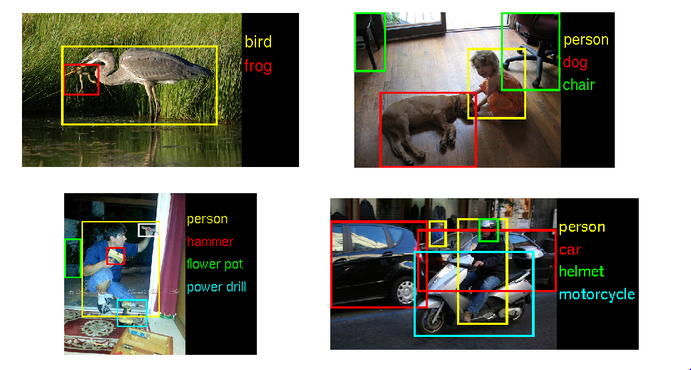 bird
frog
person
dog
chair
person
hammer
flower pot
power drill
person
car
helmet
motorcycle